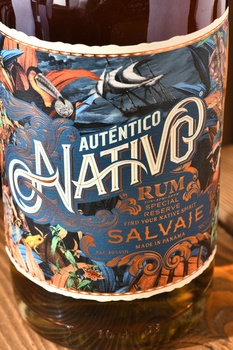 AUTÉNTICO
NATIVO
RUM
SPECIAL
RESERVE
FIND YOUR NATIVE SPIRIT
SALVAJE
MADE IN PANAMA